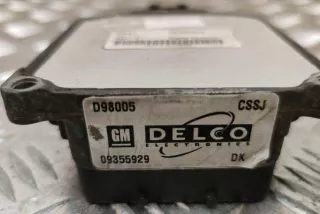 D98005 CSSJ
GM DELCO
ELECTRONICS
09355929 DK